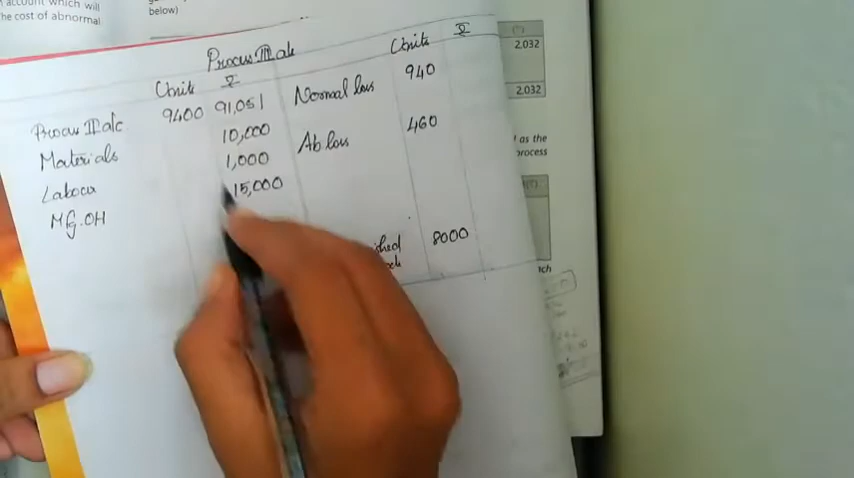 account which will
he cost of abnormal
below)
Process III a/c
Units ₹ Units ₹
Process II a/c 9400 91,051 Normal loss 940
Materials 10,000 Ab loss 460
Labour 1,000
Mfg. OH 15,000
8000
2,032
2,032
as the
process